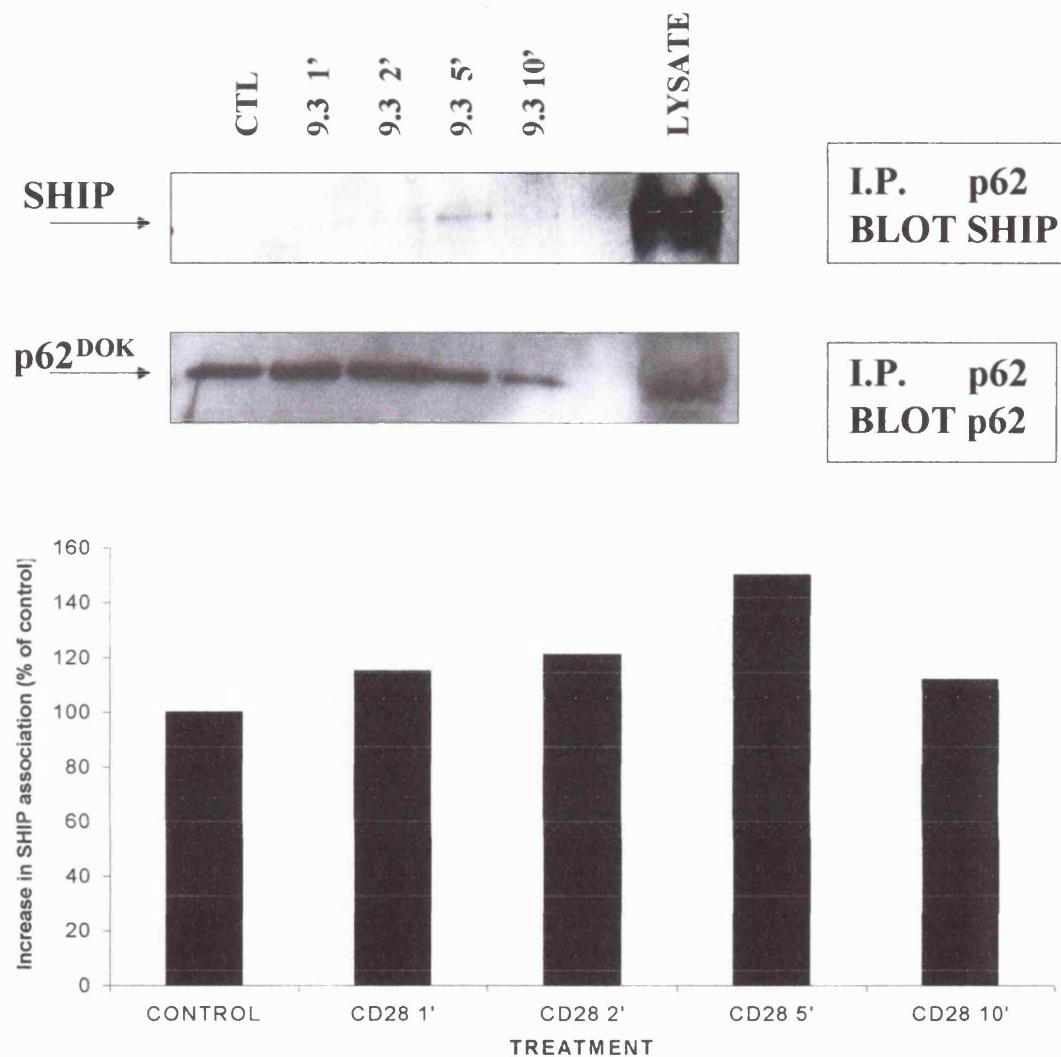 CTL
9.3 1'
9.3 2'
9.3 5'
9.3 10'
LYSATE
SHIP
I.P. p62
BLOT SHIP
p62DOK
I.P. p62
BLOT p62
Increase in SHIP association (% of control)
160
140
120
100
80
60
40
20
0
CONTROL
CD28 1'
CD28 2'
CD28 5'
CD28 10'
TREATMENT